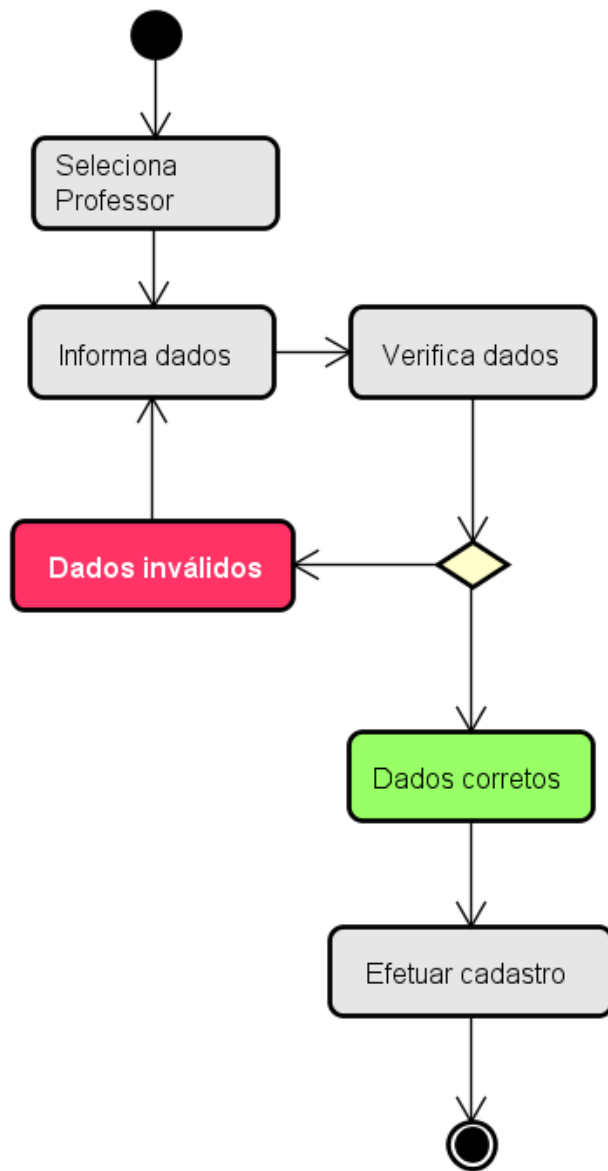 Seleciona
Professor
Informa dados
Verifica dados
Dados inválidos
Dados corretos
Efetuar cadastro